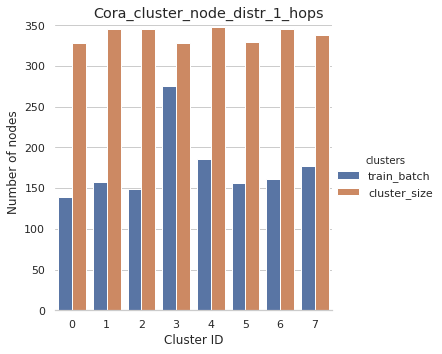 Cora_cluster_node_distr_1_hops
350
300
250
200
150
100
50
0
Number of nodes
0 1 2 3 4 5 6 7
Cluster ID
clusters
train_batch
cluster_size